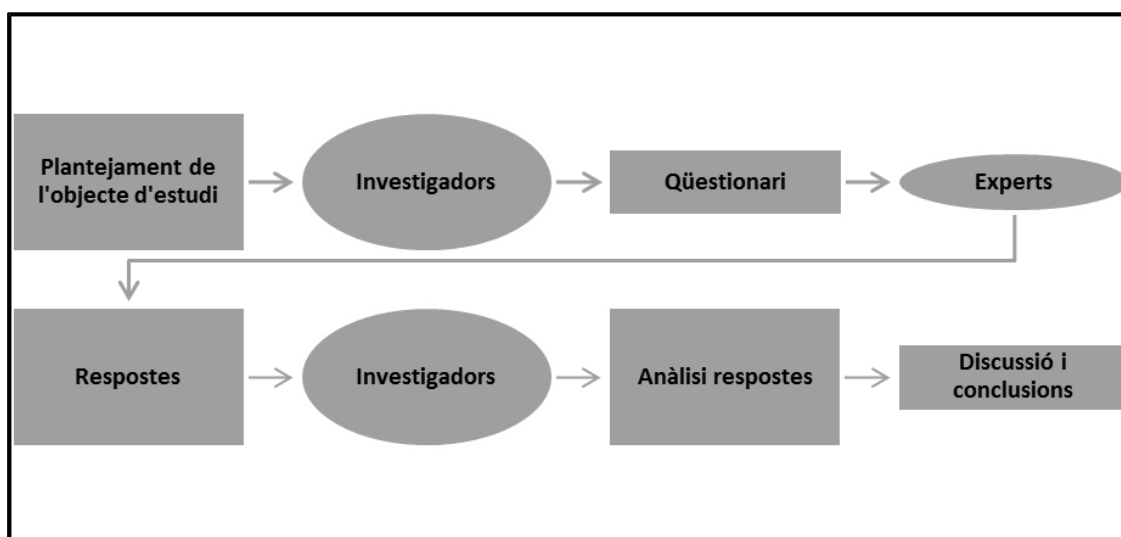 Plantejament de
l'objecte d'estudi
Investigadors
Qüestionari
Experts
Respostes
Investigadors
Anàlisi respostes
Discussió i
conclusions